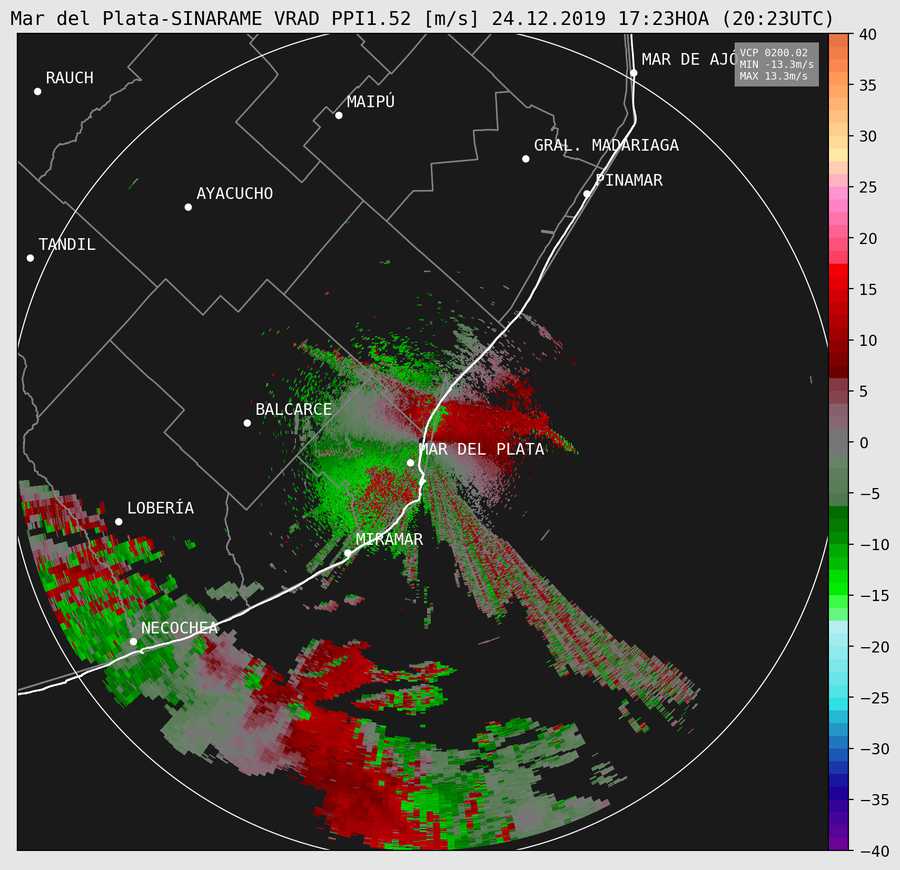 Mar del Plata-SINARAME VRAD PPI1.52 [m/s] 24.12.2019 17:23HOA (20:23UTC)
VCP 0200.02
MIN -13.3m/s
MAX 13.3m/s
MAR DE AJÓ
RAUCH
MAIPÚ
GRAL. MADARIAGA
PINAMAR
AYACUCHO
TANDIL
BALCARCE
MAR DEL PLATA
LOBERÍA
MIRAMAR
NECOCHEA
40
35
30
25
20
15
10
5
0
−5
−10
−15
−20
−25
−30
−35
−40